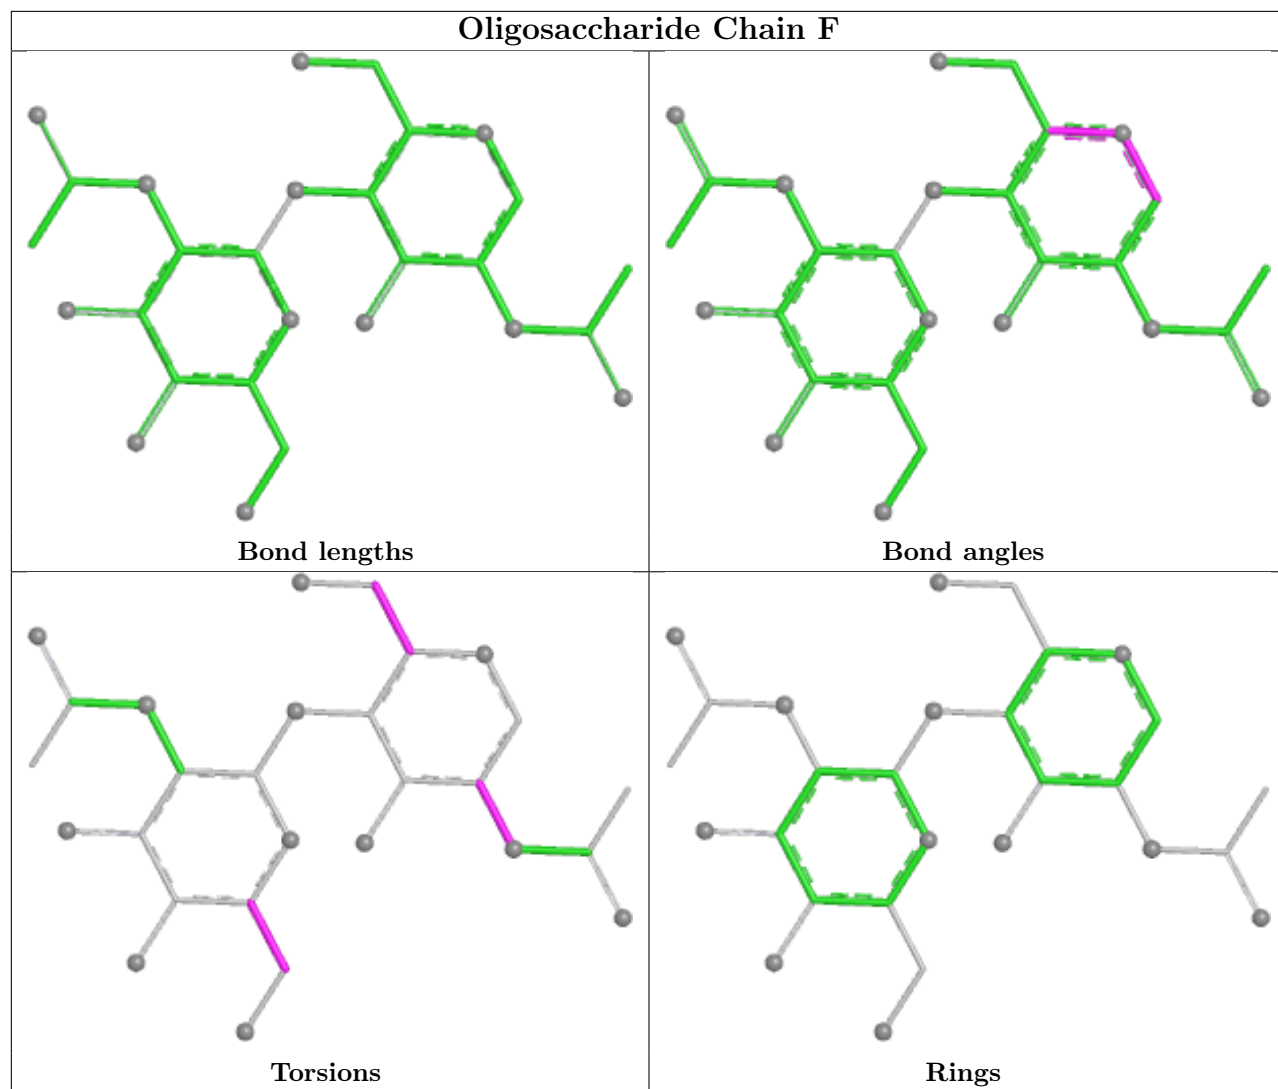 Oligosaccharide Chain F
Bond lengths
Bond angles
Torsions
Rings